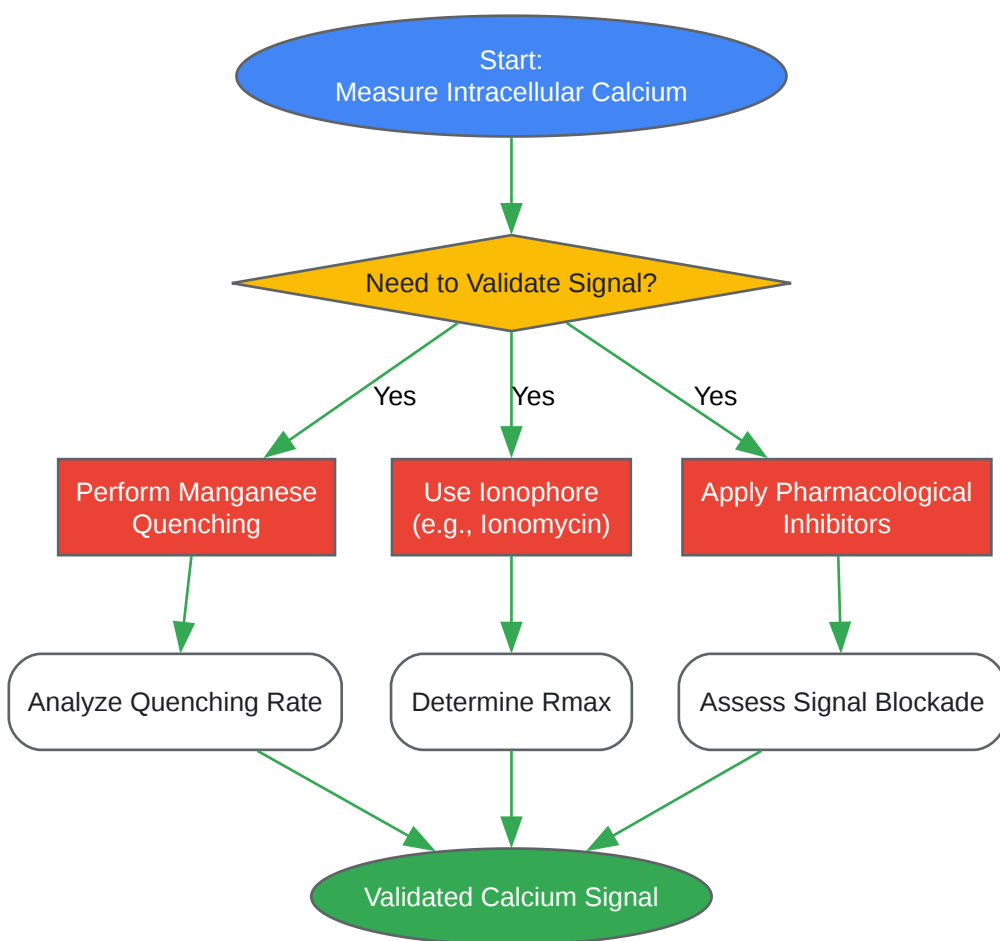 Start:
Measure Intracellular Calcium
Need to Validate Signal?
Yes
Yes
Yes
Perform Manganese
Quenching
Use Ionophore
(e.g., Ionomycin)
Apply Pharmacological
Inhibitors
Analyze Quenching Rate
Determine Rmax
Assess Signal Blockade
Validated Calcium Signal